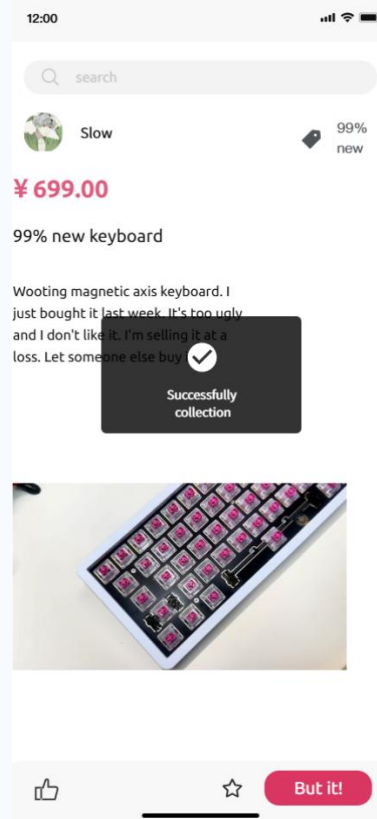 12:00
search
Slow
99%
new
¥ 699.00
99% new keyboard
Wooting magnetic axis keyboard. I
just bought it last week. It's too ugly
and I don't like it. I'm selling it at a
loss. Let someone else buy
Successfully
collection
But it!